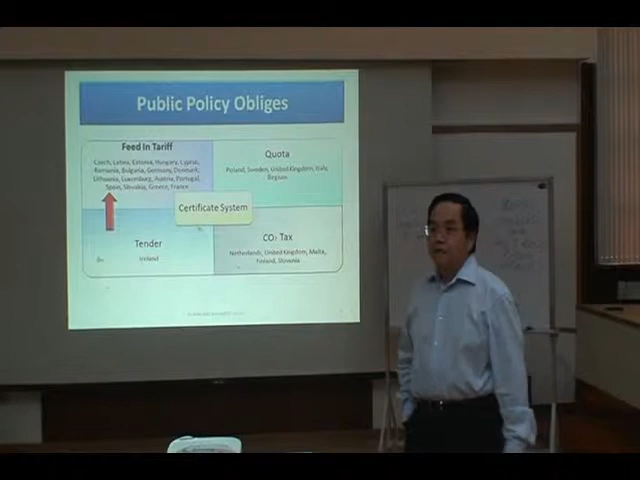 Public Policy Obliges
Feed In Tariff
Czech, Latvia, Estonia, Hungary, Cyprus,
Romania, Bulgaria, Germany, Denmark,
Lithuania, Luxemburg, Austria, Portugal,
Spain, Slovakia, Greece, France
Quota
Poland, Sweden, United Kingdom, Italy,
Certificate System
Tender
Ireland
CO₂ Tax
Netherlands, United Kingdom, Malta,
Finland, Slovenia